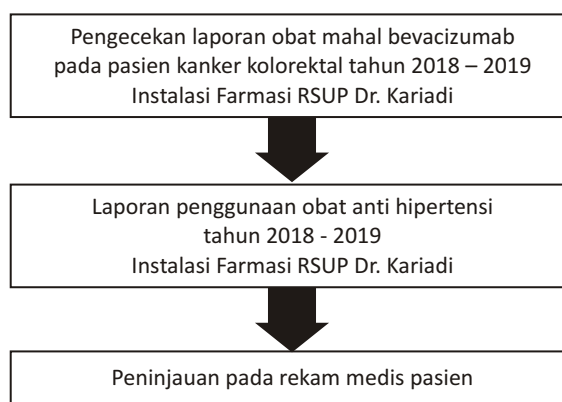 Pengecekan laporan obat mahal bevacizumab
pada pasien kanker kolorektal tahun 2018 – 2019
Instalasi Farmasi RSUP Dr. Kariadi
Laporan penggunaan obat anti hipertensi
tahun 2018 - 2019
Instalasi Farmasi RSUP Dr. Kariadi
Peninjauan pada rekam medis pasien